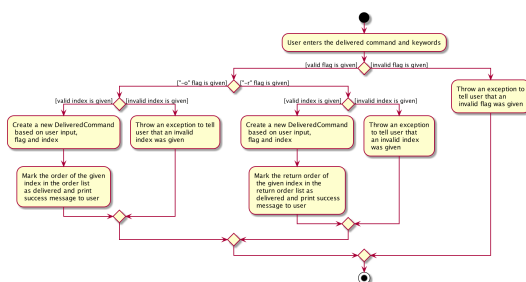 User enters the delivered command and keywords
[valid flag is given]
[invalid flag is given]
["-o" flag is given]
["-r" flag is given]
[valid index is given]
[invalid index is given]
[valid index is given]
[invalid index is given]
Throw an exception to
tell user that an
invalid flag was given
Create a new DeliveredCommand
based on user input,
flag and index
Throw an exception to tell
user that an invalid
index was given
Create a new DeliveredCommand
based on user input,
flag and index
Throw an exception
to tell user that
an invalid index
was given
Mark the order of the given
index in the order list
as delivered and print
success message to user
Mark the return order of
the given index in the
return order list as
delivered and print success
message to user